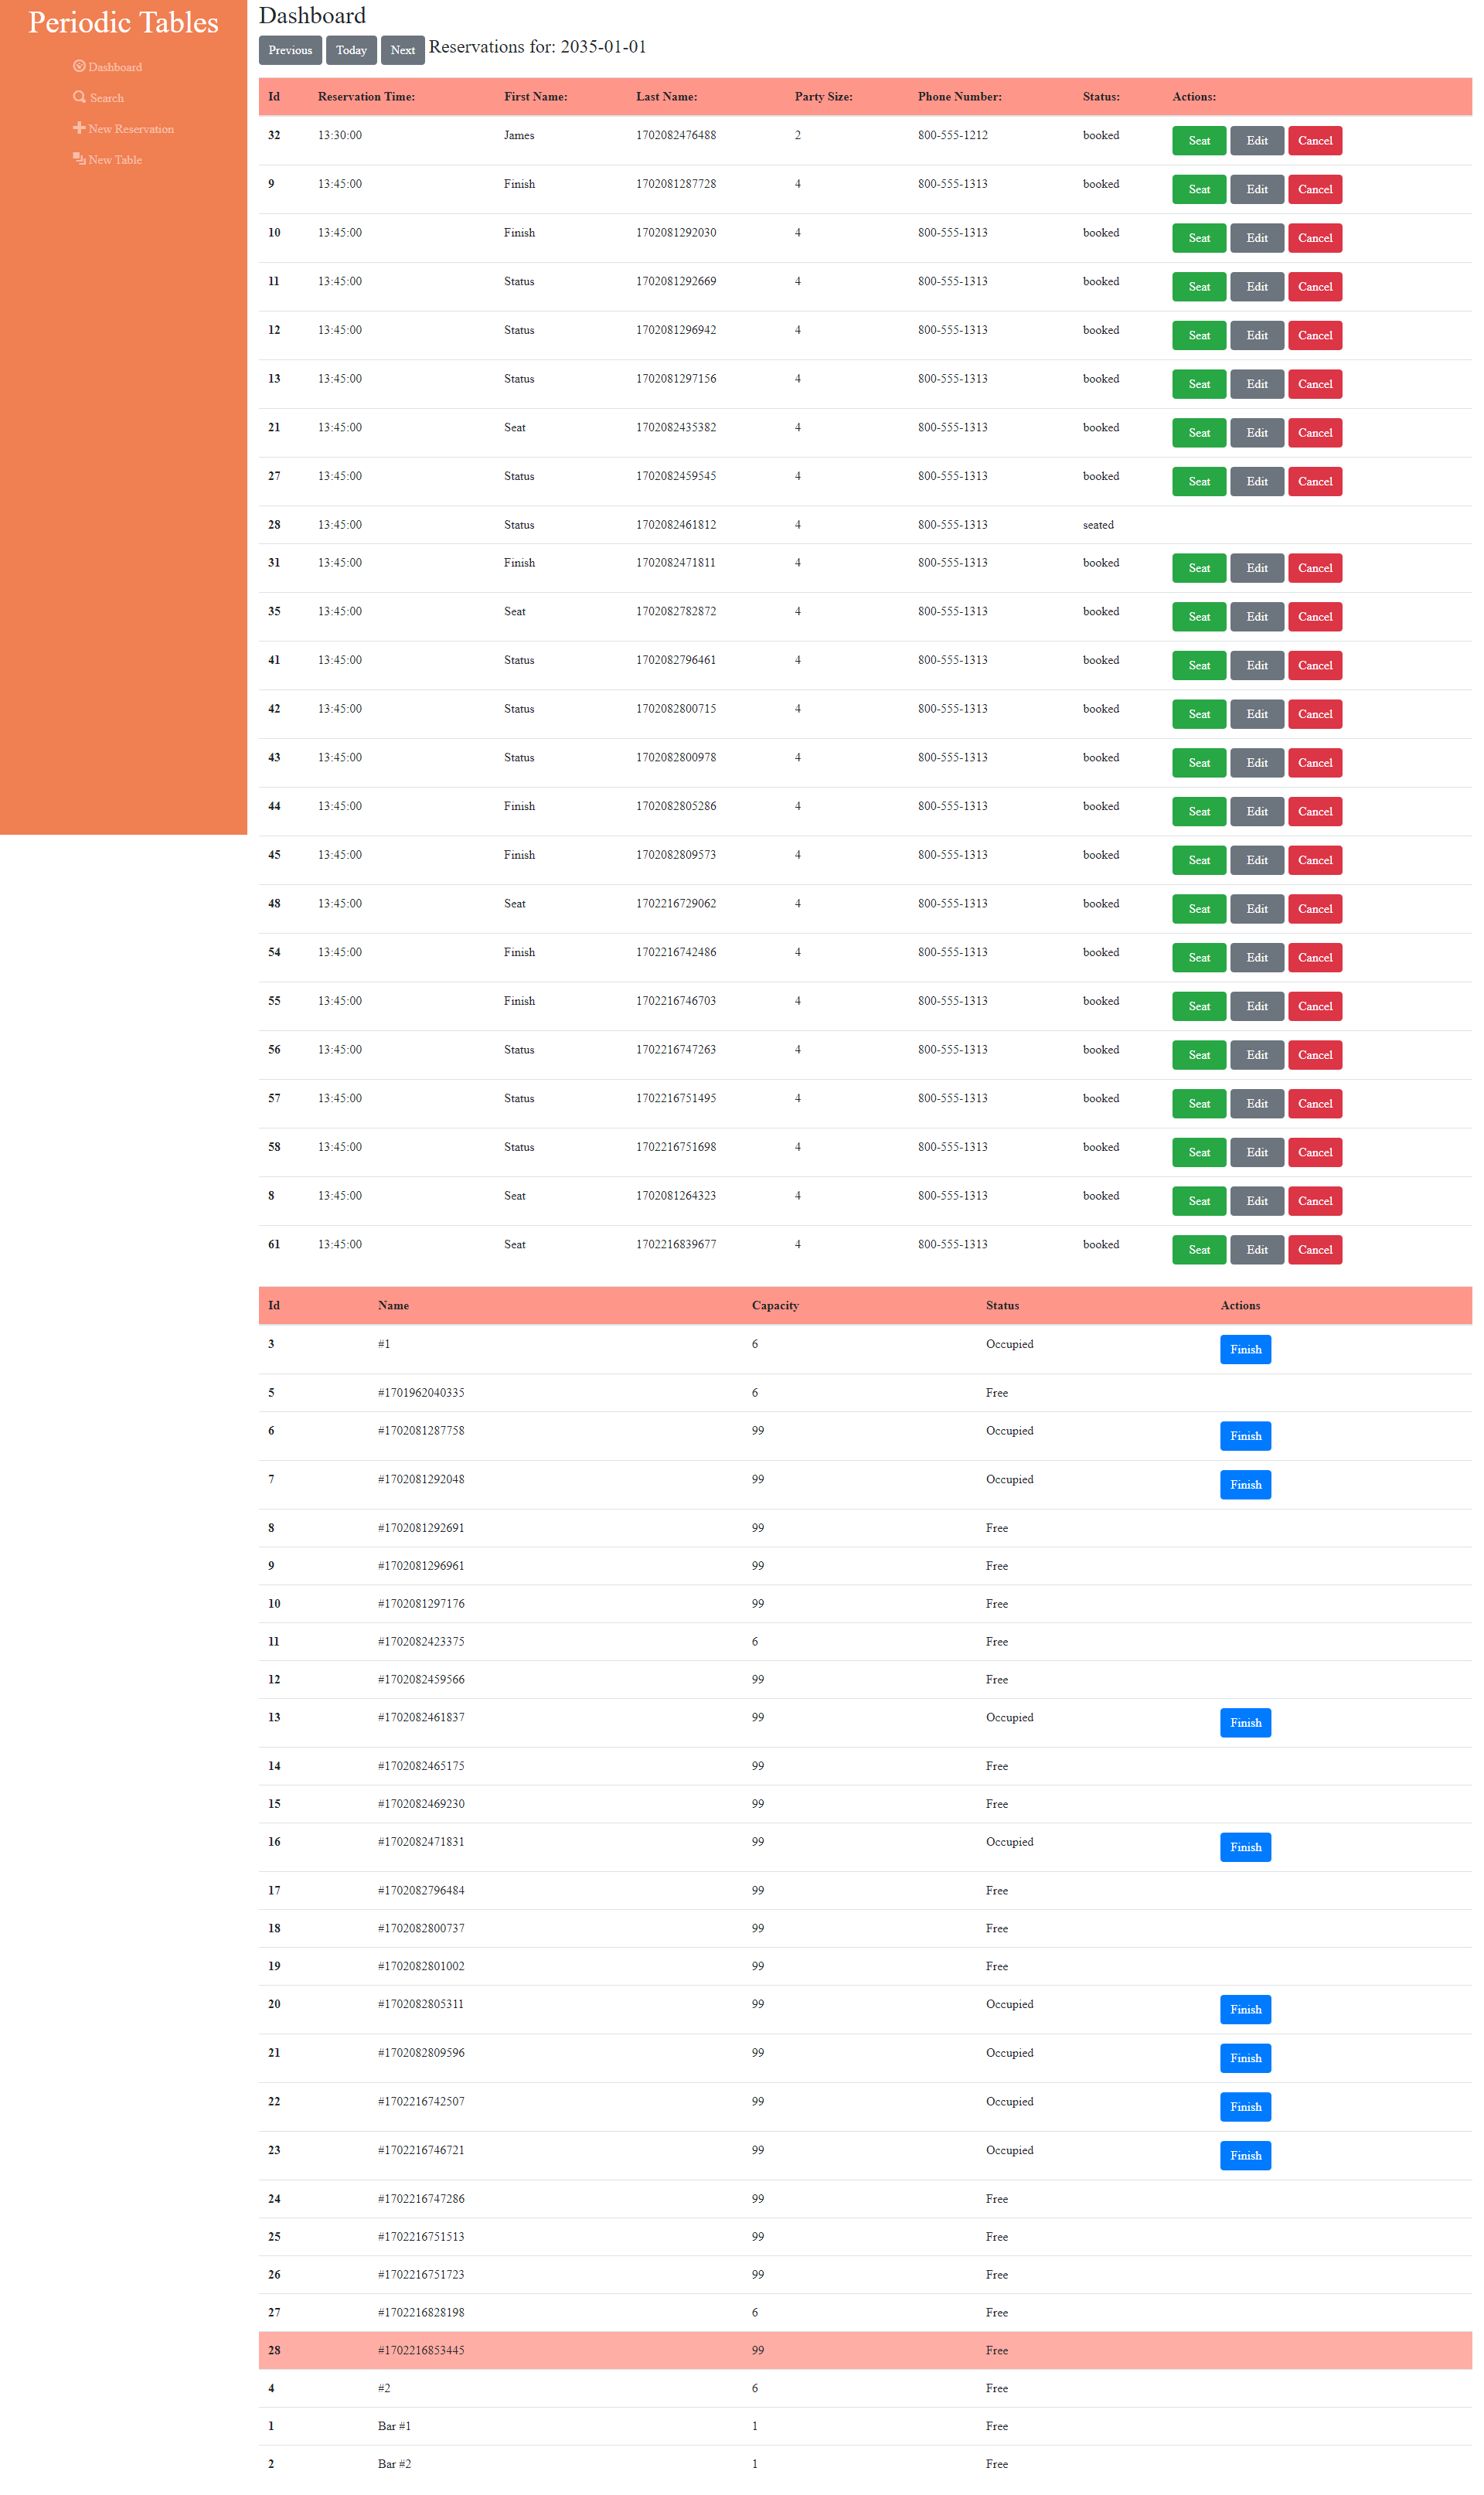 Periodic Tables
Dashboard
Search
New Reservation
New Table
Dashboard
Previous Today Next Reservations for: 2035-01-01
Id Reservation Time: First Name: Last Name: Party Size: Phone Number: Status: Actions:
32 13:30:00 James 1702082476488 2 800-555-1212 booked Seat Edit Cancel
9 13:45:00 Finish 1702081287728 4 800-555-1313 booked Seat Edit Cancel
10 13:45:00 Finish 1702081292030 4 800-555-1313 booked Seat Edit Cancel
11 13:45:00 Status 1702081292669 4 800-555-1313 booked Seat Edit Cancel
12 13:45:00 Status 1702081296942 4 800-555-1313 booked Seat Edit Cancel
13 13:45:00 Status 1702081297156 4 800-555-1313 booked Seat Edit Cancel
21 13:45:00 Seat 1702082435382 4 800-555-1313 booked Seat Edit Cancel
27 13:45:00 Status 1702082459545 4 800-555-1313 booked Seat Edit Cancel
28 13:45:00 Status 1702082461812 4 800-555-1313 seated
31 13:45:00 Finish 1702082471811 4 800-555-1313 booked Seat Edit Cancel
35 13:45:00 Seat 1702082782872 4 800-555-1313 booked Seat Edit Cancel
41 13:45:00 Status 1702082796461 4 800-555-1313 booked Seat Edit Cancel
42 13:45:00 Status 1702082800715 4 800-555-1313 booked Seat Edit Cancel
43 13:45:00 Status 1702082800978 4 800-555-1313 booked Seat Edit Cancel
44 13:45:00 Finish 1702082805286 4 800-555-1313 booked Seat Edit Cancel
45 13:45:00 Finish 1702082809573 4 800-555-1313 booked Seat Edit Cancel
48 13:45:00 Seat 1702216729062 4 800-555-1313 booked Seat Edit Cancel
54 13:45:00 Finish 1702216742486 4 800-555-1313 booked Seat Edit Cancel
55 13:45:00 Finish 1702216746703 4 800-555-1313 booked Seat Edit Cancel
56 13:45:00 Status 1702216747263 4 800-555-1313 booked Seat Edit Cancel
57 13:45:00 Status 1702216751495 4 800-555-1313 booked Seat Edit Cancel
58 13:45:00 Status 1702216751698 4 800-555-1313 booked Seat Edit Cancel
8 13:45:00 Seat 1702081264323 4 800-555-1313 booked Seat Edit Cancel
61 13:45:00 Seat 1702216839677 4 800-555-1313 booked Seat Edit Cancel
Id Name Capacity Status Actions
3 #1 6 Occupied Finish
5 #1701962040335 6 Free
6 #1702081287758 99 Occupied Finish
7 #1702081292048 99 Occupied Finish
8 #1702081292691 99 Free
9 #1702081296961 99 Free
10 #1702081297176 99 Free
11 #1702082423375 6 Free
12 #1702082459566 99 Free
13 #1702082461837 99 Occupied Finish
14 #1702082465175 99 Free
15 #1702082469230 99 Free
16 #1702082471831 99 Occupied Finish
17 #1702082796484 99 Free
18 #1702082800737 99 Free
19 #1702082801002 99 Free
20 #1702082805311 99 Occupied Finish
21 #1702082809596 99 Occupied Finish
22 #1702216742507 99 Occupied Finish
23 #1702216746721 99 Occupied Finish
24 #1702216747286 99 Free
25 #1702216751513 99 Free
26 #1702216751723 99 Free
27 #1702216828198 6 Free
28 #1702216853445 99 Free
4 #2 6 Free
1 Bar #1 1 Free
2 Bar #2 1 Free